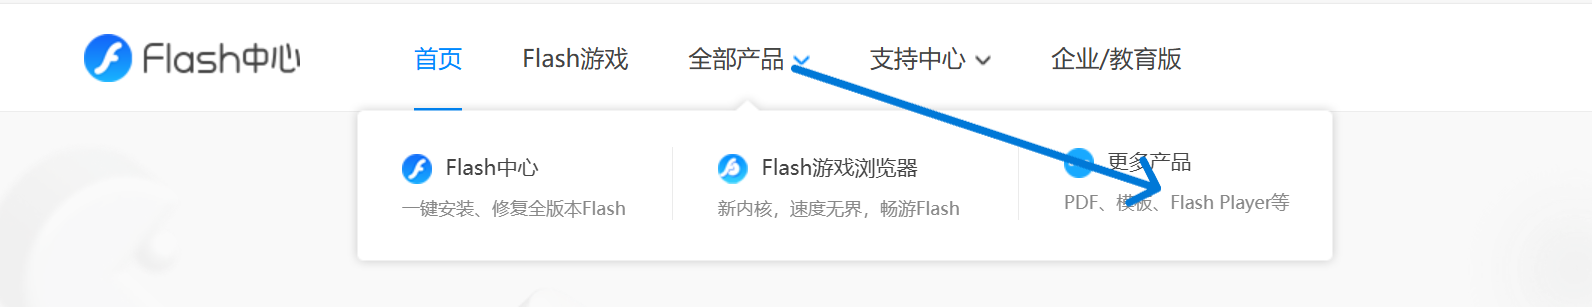 Flash中心 首页 Flash游戏 全部产品 支持中心 企业/教育版
Flash中心 Flash游戏浏览器 更多产品
一键安装、修复全版本Flash 新内核，速度无界，畅游Flash PDF、模板、Flash Player等